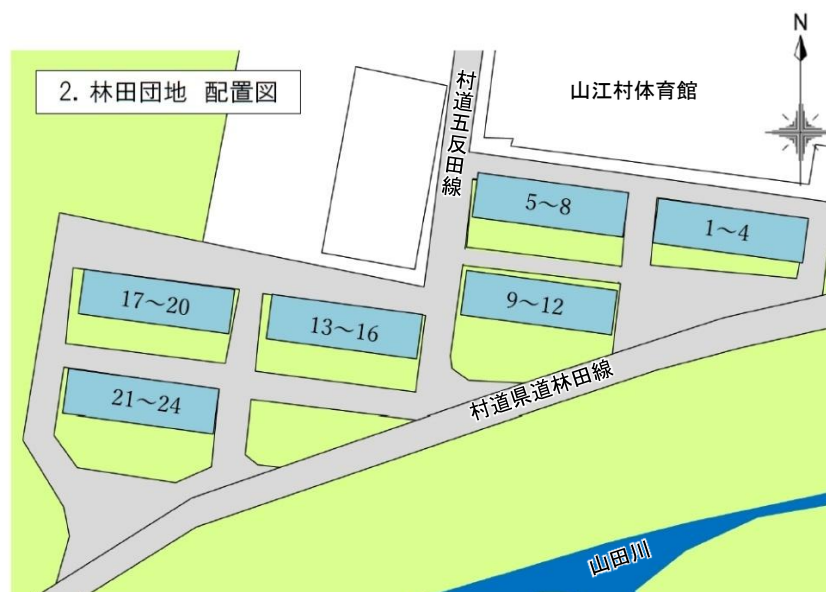 N
2. 林田団地 配置図
村道五反田線
山江村体育館
5～8
1～4
17～20
13～16
9～12
21～24
村道県道林田線
山田川